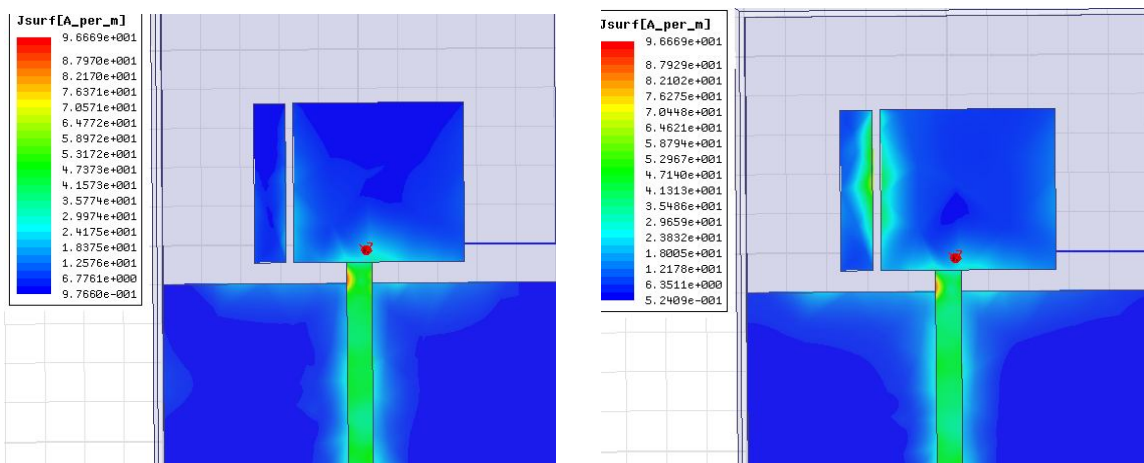 Jsurf[A_per_m]
9.6669e+001
8.7970e+001
8.2170e+001
7.6371e+001
7.0571e+001
6.4772e+001
5.8972e+001
5.3172e+001
4.7373e+001
4.1573e+001
3.5774e+001
2.9974e+001
2.4175e+001
1.8375e+001
1.2576e+001
6.7761e+000
9.7660e-001
Jsurf[A_per_m]
9.6669e+001
8.7929e+001
8.2102e+001
7.6275e+001
7.0448e+001
6.4621e+001
5.8794e+001
5.2967e+001
4.7140e+001
4.1313e+001
3.5486e+001
2.9659e+001
2.3832e+001
1.8005e+001
1.2178e+001
6.3511e+000
5.2409e-001